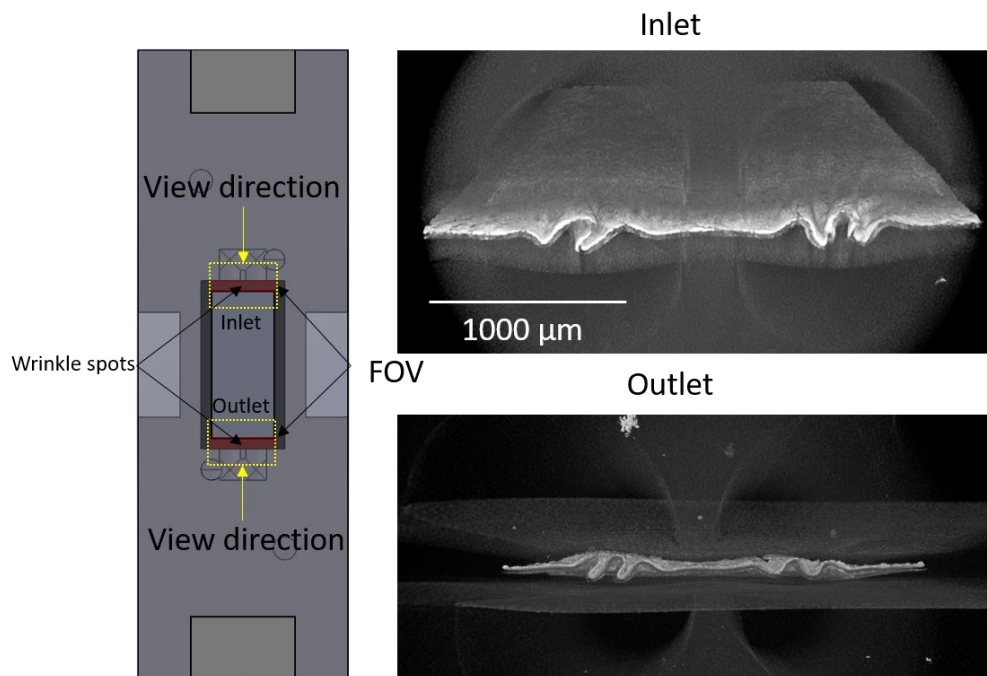 Inlet
View direction
Inlet
1000 µm
Wrinkle spots
FOV
Outlet
Outlet
View direction